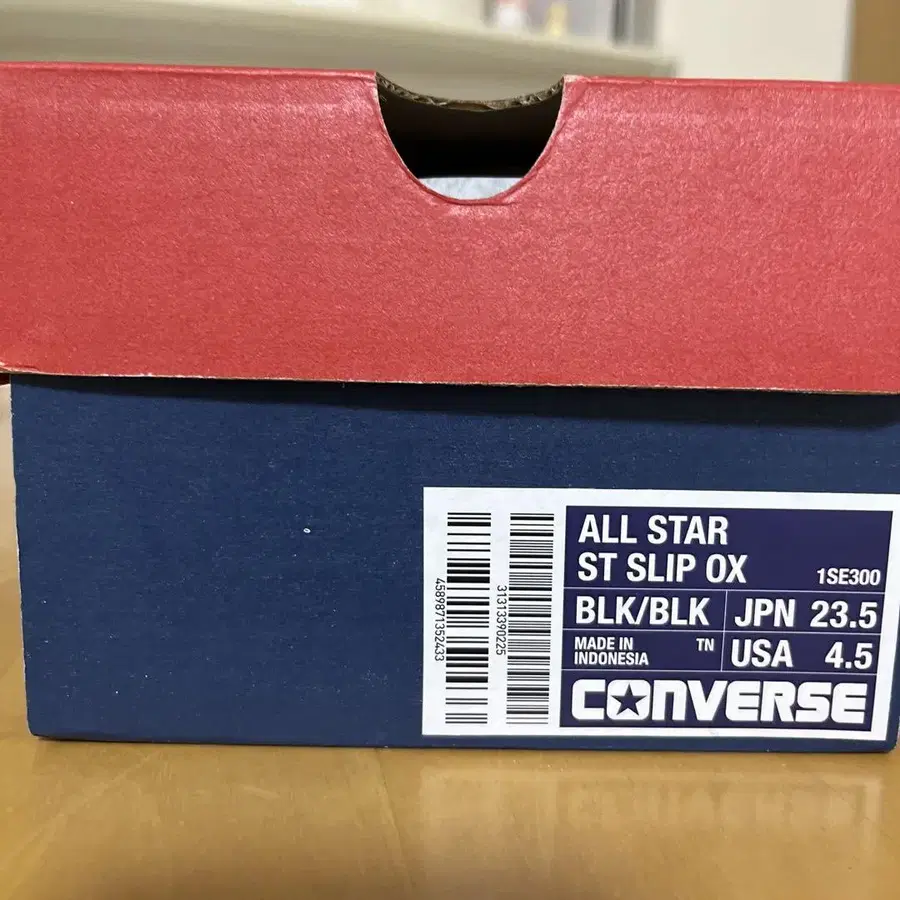 ALL STAR
ST SLIP OX 1SE300
BLK/BLK JPN 23.5
MADE IN INDONESIA TN USA 4.5
CONVERSE
4589871352433
31313390225